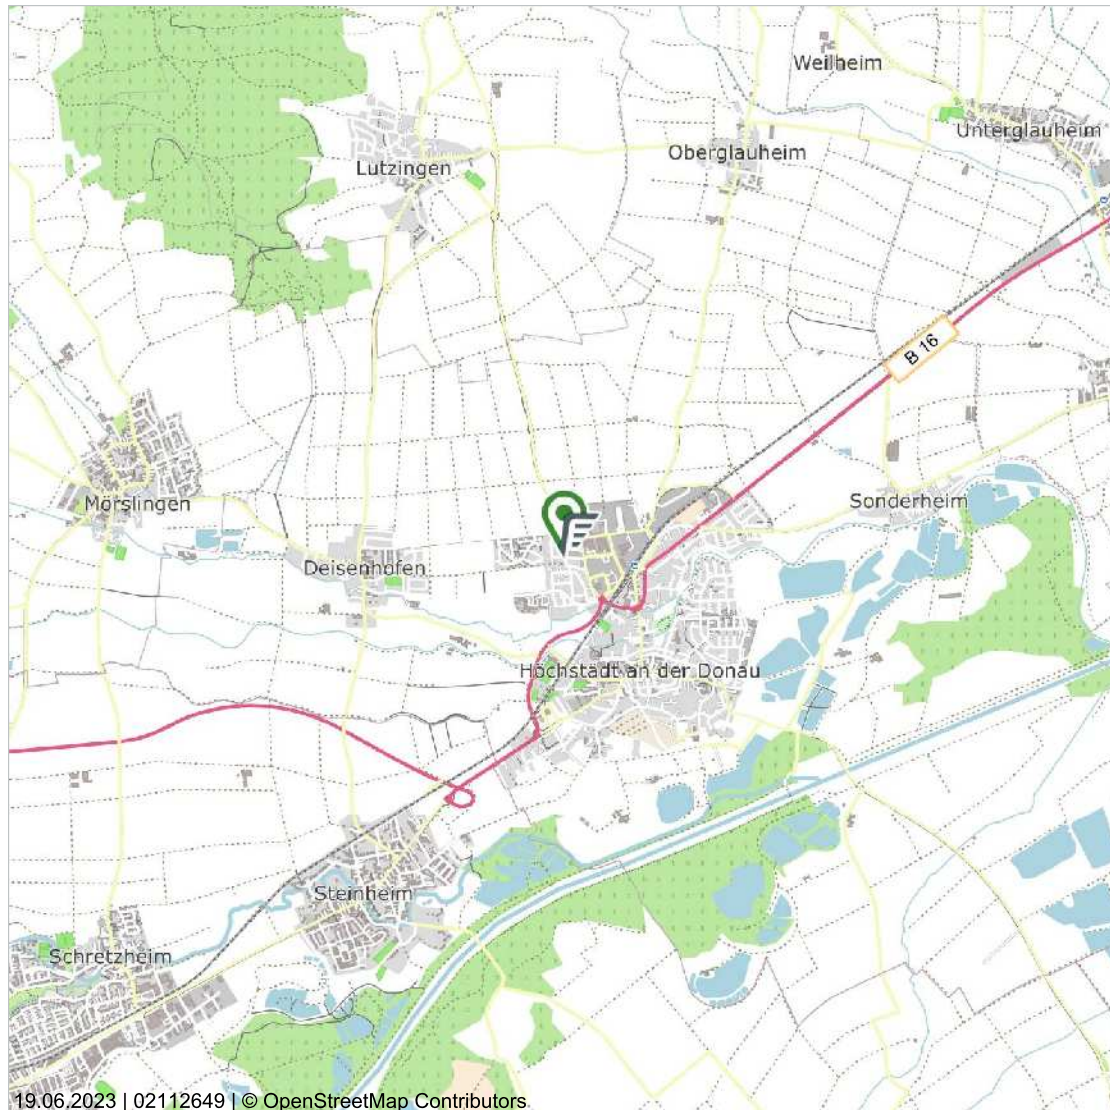 Weilheim
Unterglauheim
Oberglauheim
Lutzingen
B 16
Sonderheim
Mörslingen
Deisenhofen
Höchstädt an der Donau
Steinheim
Schretzheim
19.06.2023 | 02112649 | © OpenStreetMap Contributors